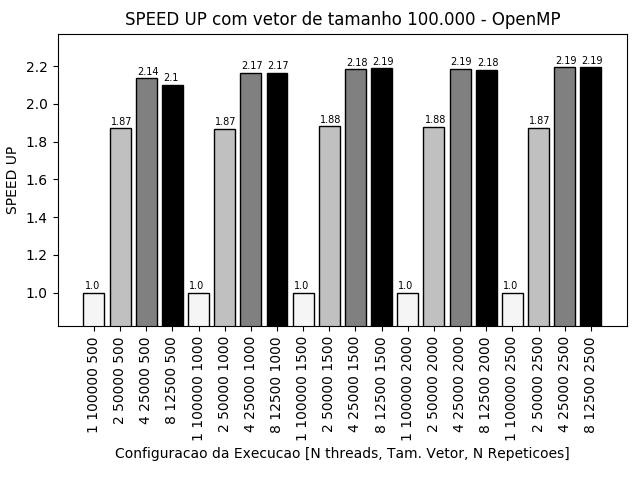 SPEED UP com vetor de tamanho 100.000 - OpenMP
SPEED UP
2.2
2.0
1.8
1.6
1.4
1.2
1.0
1.0
1.87
2.14
2.1
1.0
1.87
2.17
2.17
1.0
1.88
2.18
2.19
1.0
1.88
2.19
2.18
1.0
1.87
2.19
2.19
1 100000 500
2 50000 500
4 25000 500
8 12500 500
1 100000 1000
2 50000 1000
4 25000 1000
8 12500 1000
1 100000 1500
2 50000 1500
4 25000 1500
8 12500 1500
1 100000 2000
2 50000 2000
4 25000 2000
8 12500 2000
1 100000 2500
2 50000 2500
4 25000 2500
8 12500 2500
Configuracao da Execucao [N threads, Tam. Vetor, N Repeticoes]